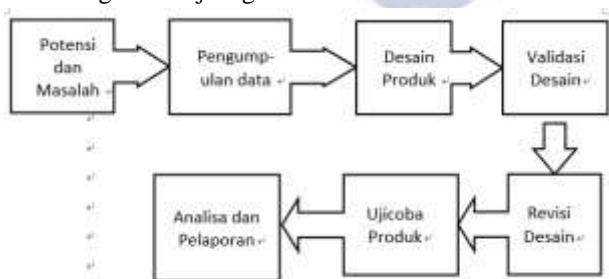 Potensi
dan
Masalah
Pengump-
ulan data
Desain
Produk
Validasi
Desain
Analisa dan
Pelaporan
Ujicoba
Produk
Revisi
Desain